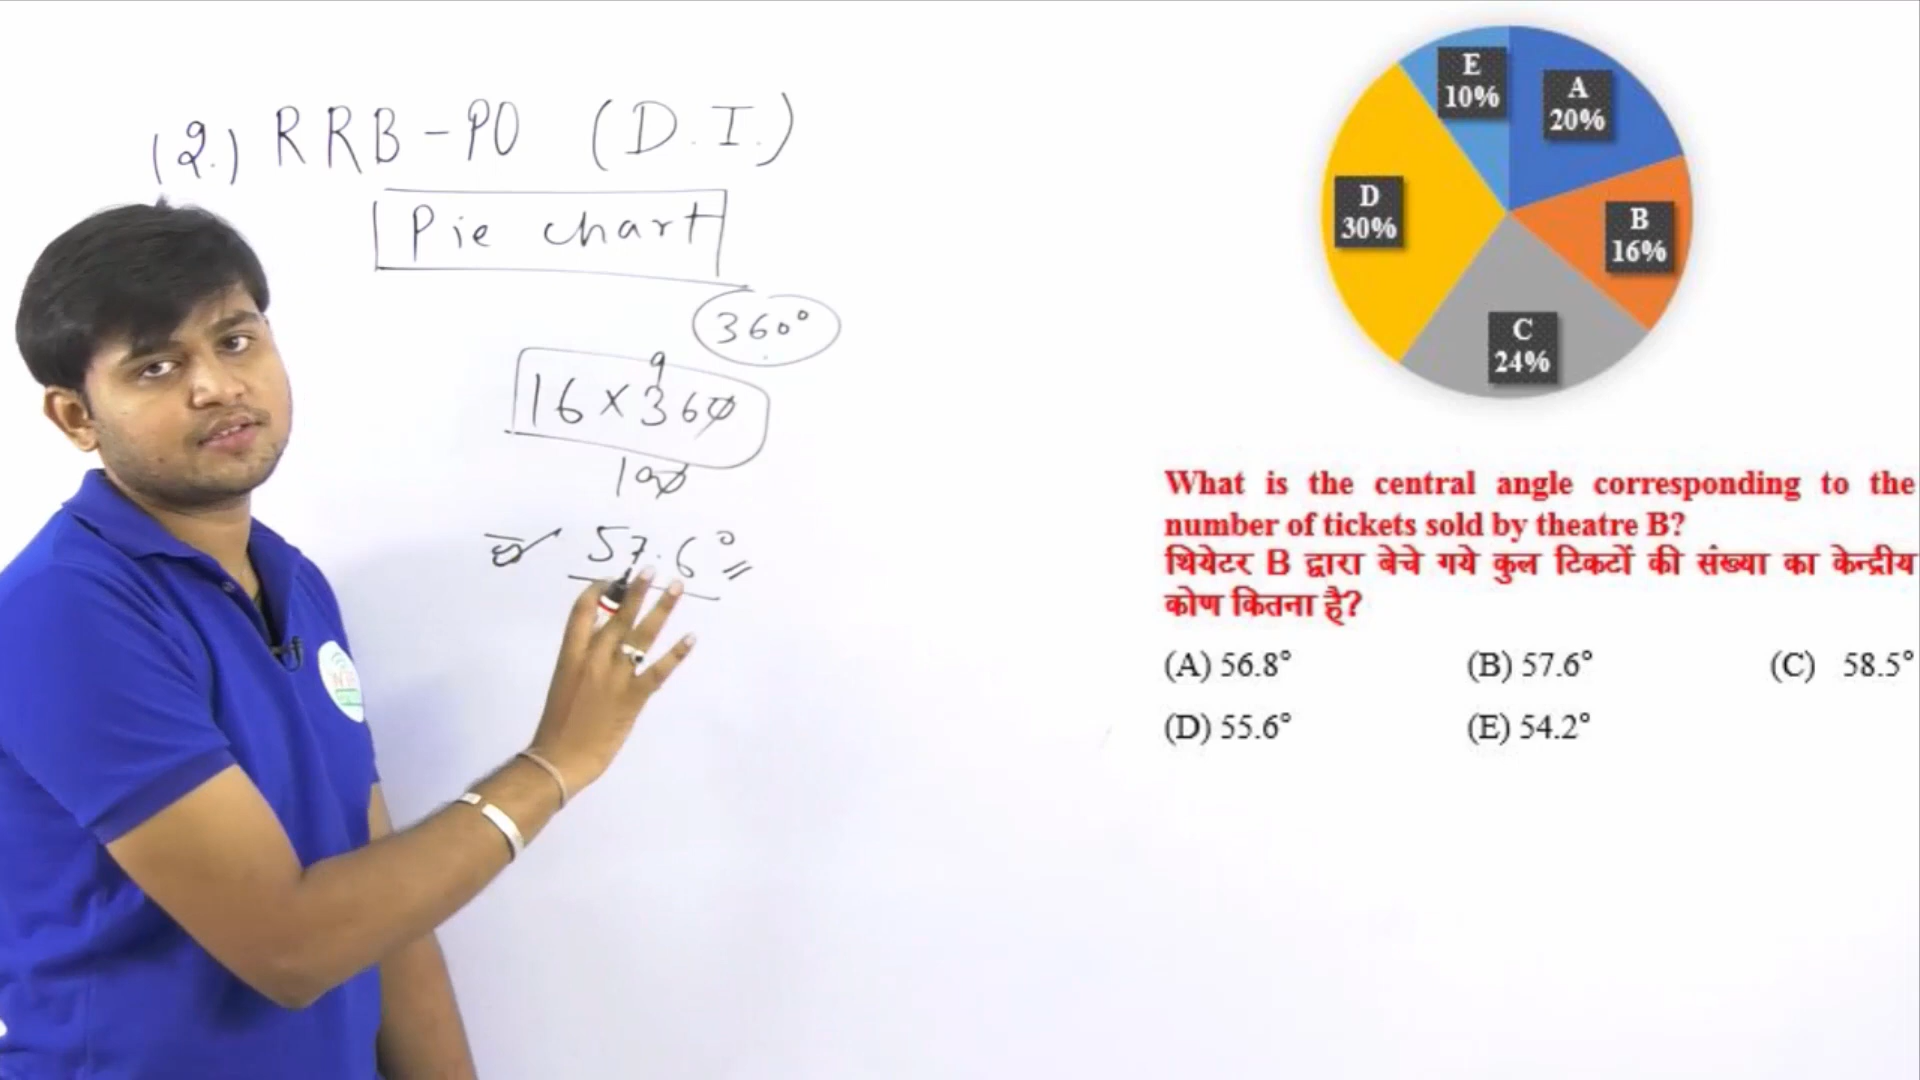 (2.) RRB-PO (D.I.)
Pie chart
360°
9
16 × 360
100
57.6°
E
10%
A
20%
D
30%
B
16%
C
24%
What is the central angle corresponding to the
number of tickets sold by theatre B?
थियेटर B द्वारा बेचे गये कुल टिकटों की संख्या का केन्द्रीय
कोण कितना है?
(A) 56.8° (B) 57.6° (C) 58.5°
(D) 55.6° (E) 54.2°